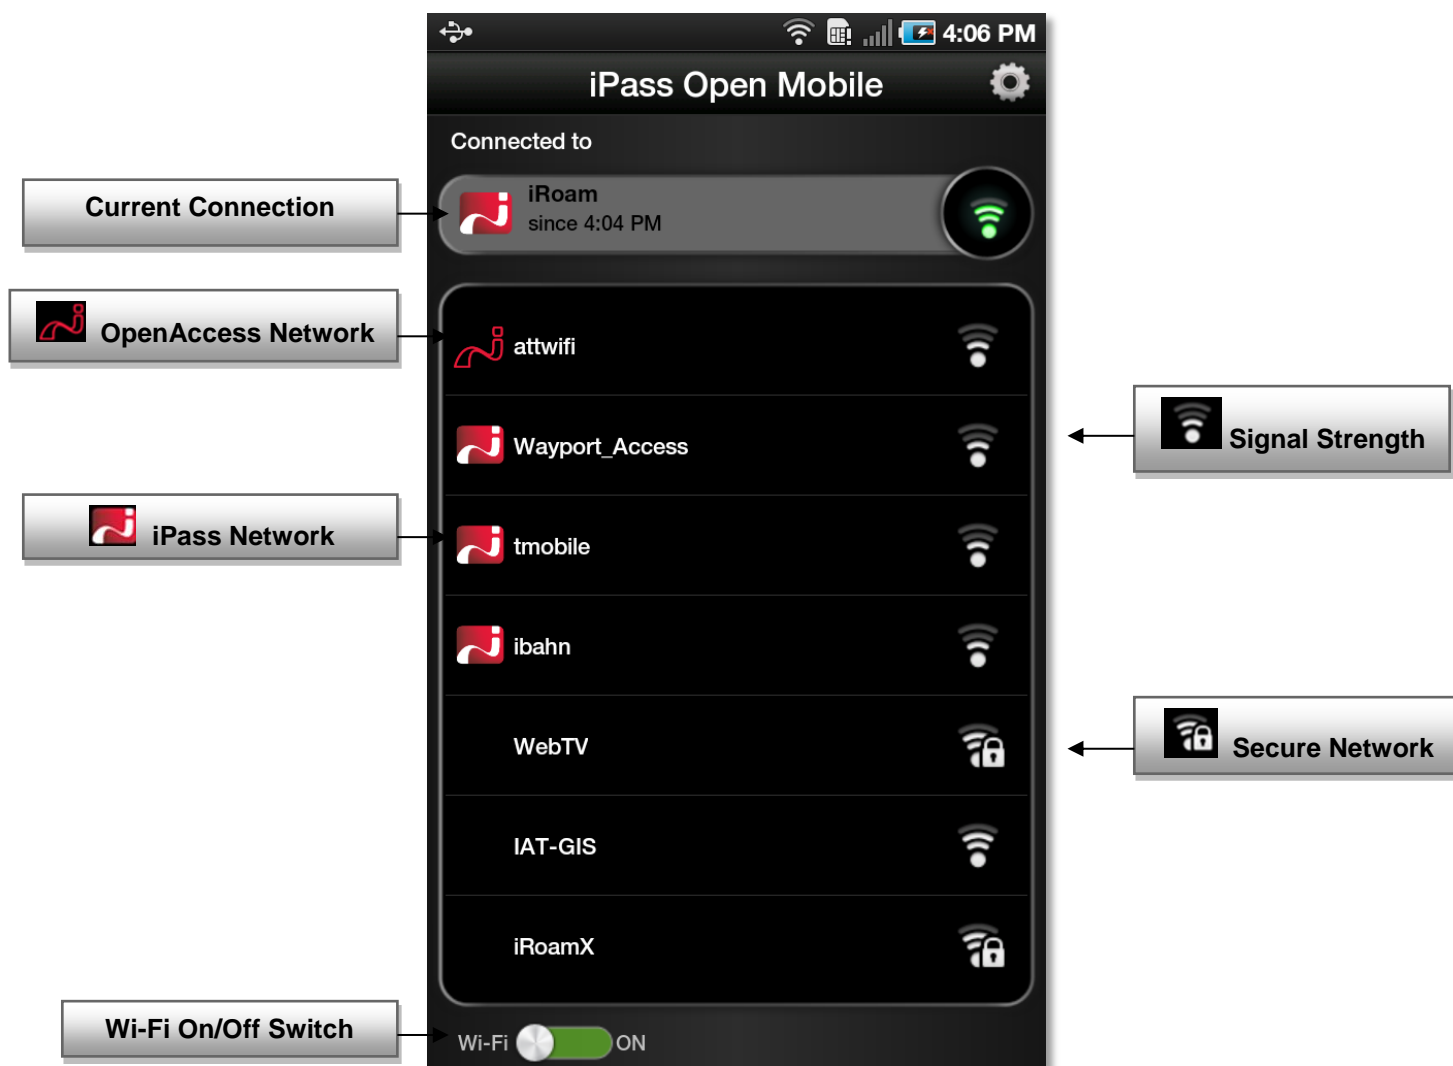 4:06 PM
iPass Open Mobile
Connected to
Current Connection
iRoam
since 4:04 PM
OpenAccess Network
attwifi
Signal Strength
Wayport_Access
iPass Network
tmobile
ibahn
WebTV
Secure Network
IAT-GIS
iRoamX
Wi-Fi On/Off Switch
Wi-Fi ON